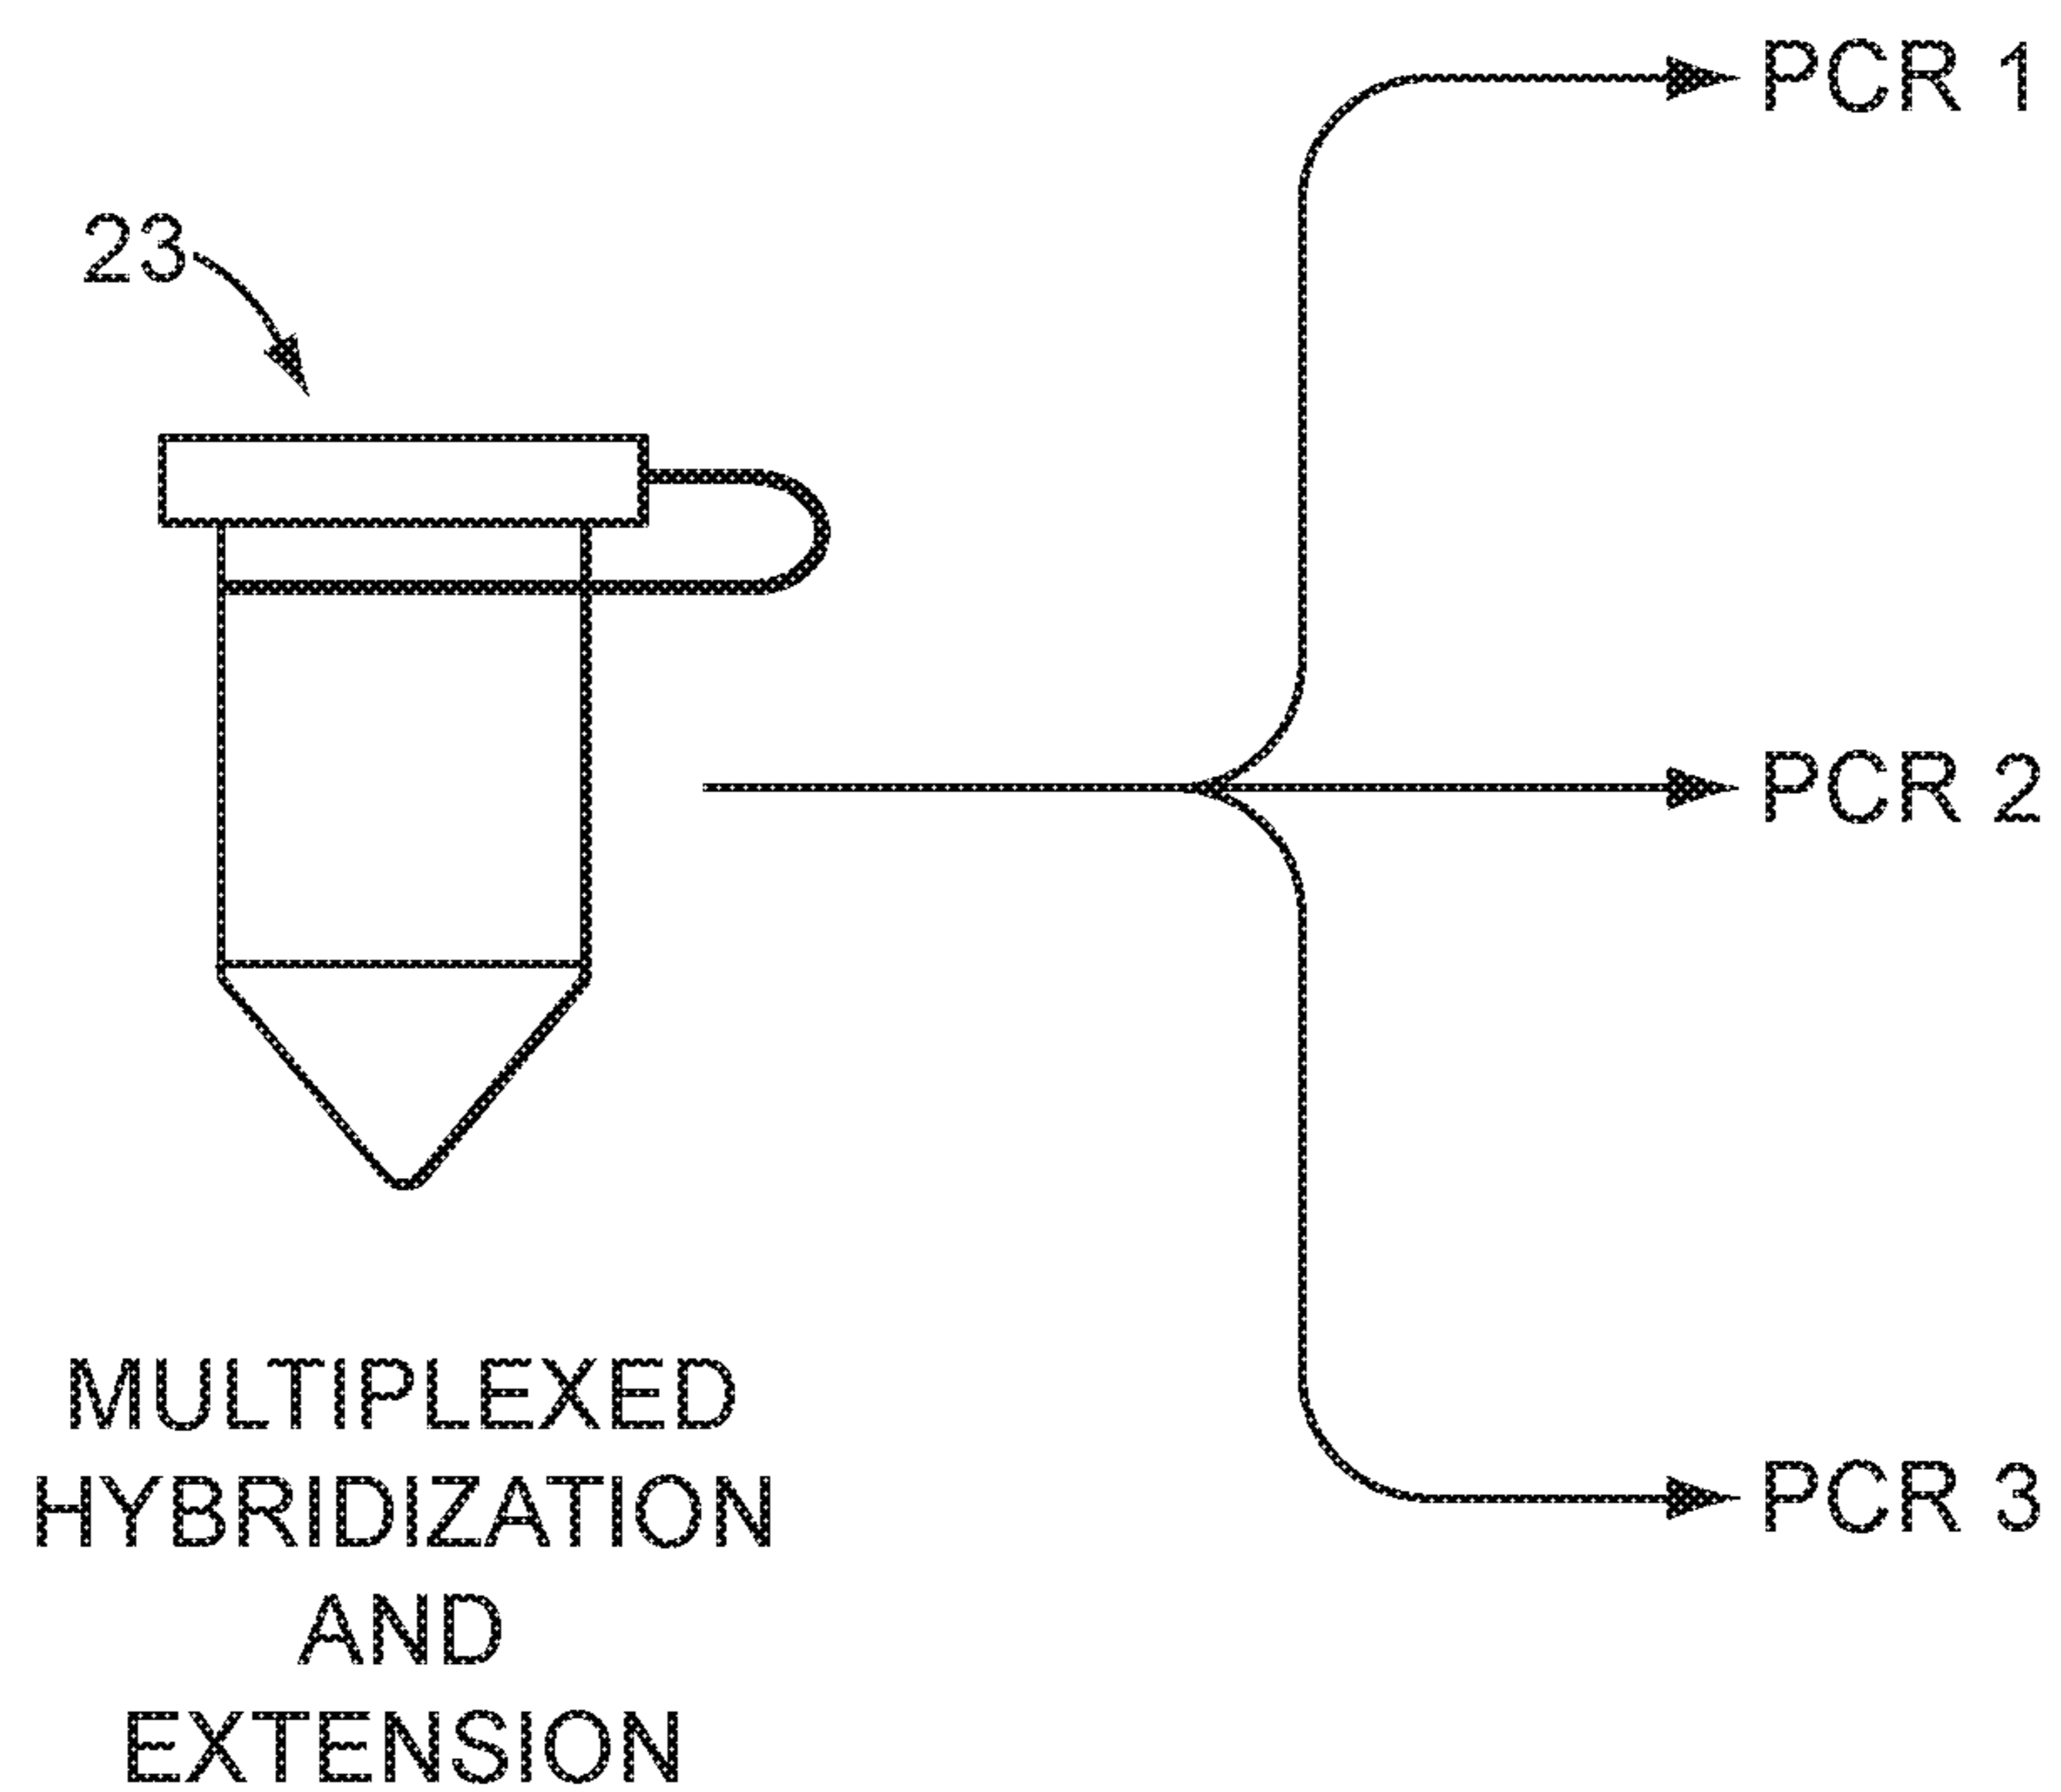 PCR 1
23
PCR 2
MULTIPLEXED
HYBRIDIZATION
AND
EXTENSION
PCR 3